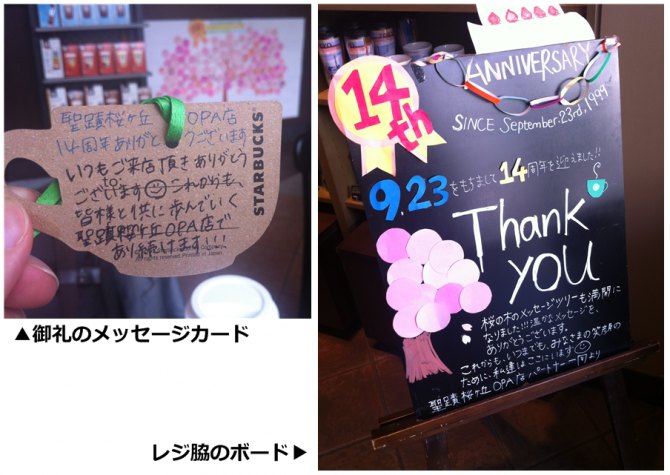 聖蹟桜ヶ丘OPA店
14周年ありがとうございます
いつもご来店頂きありがとう
ございます これからも、
皆様と供に歩んでいく
聖蹟桜ヶ丘OPA店で
あり続けます!!!
STARBUCKS®
▲御礼のメッセージカード
レジ脇のボード▶
ANNIVERSARY
SINCE September.23rd,1999
14th
9.23をもちまして14周年を迎えました!!
Thank
YOU
桜の木のメッセージツリーも満開に
なりました!!!温かなメッセージを、
ありがとうございます。
これからも、いつまでも、みなさまの笑顔の
ために、私達はここにいます
聖蹟桜ヶ丘OPA店 パートナー一同より